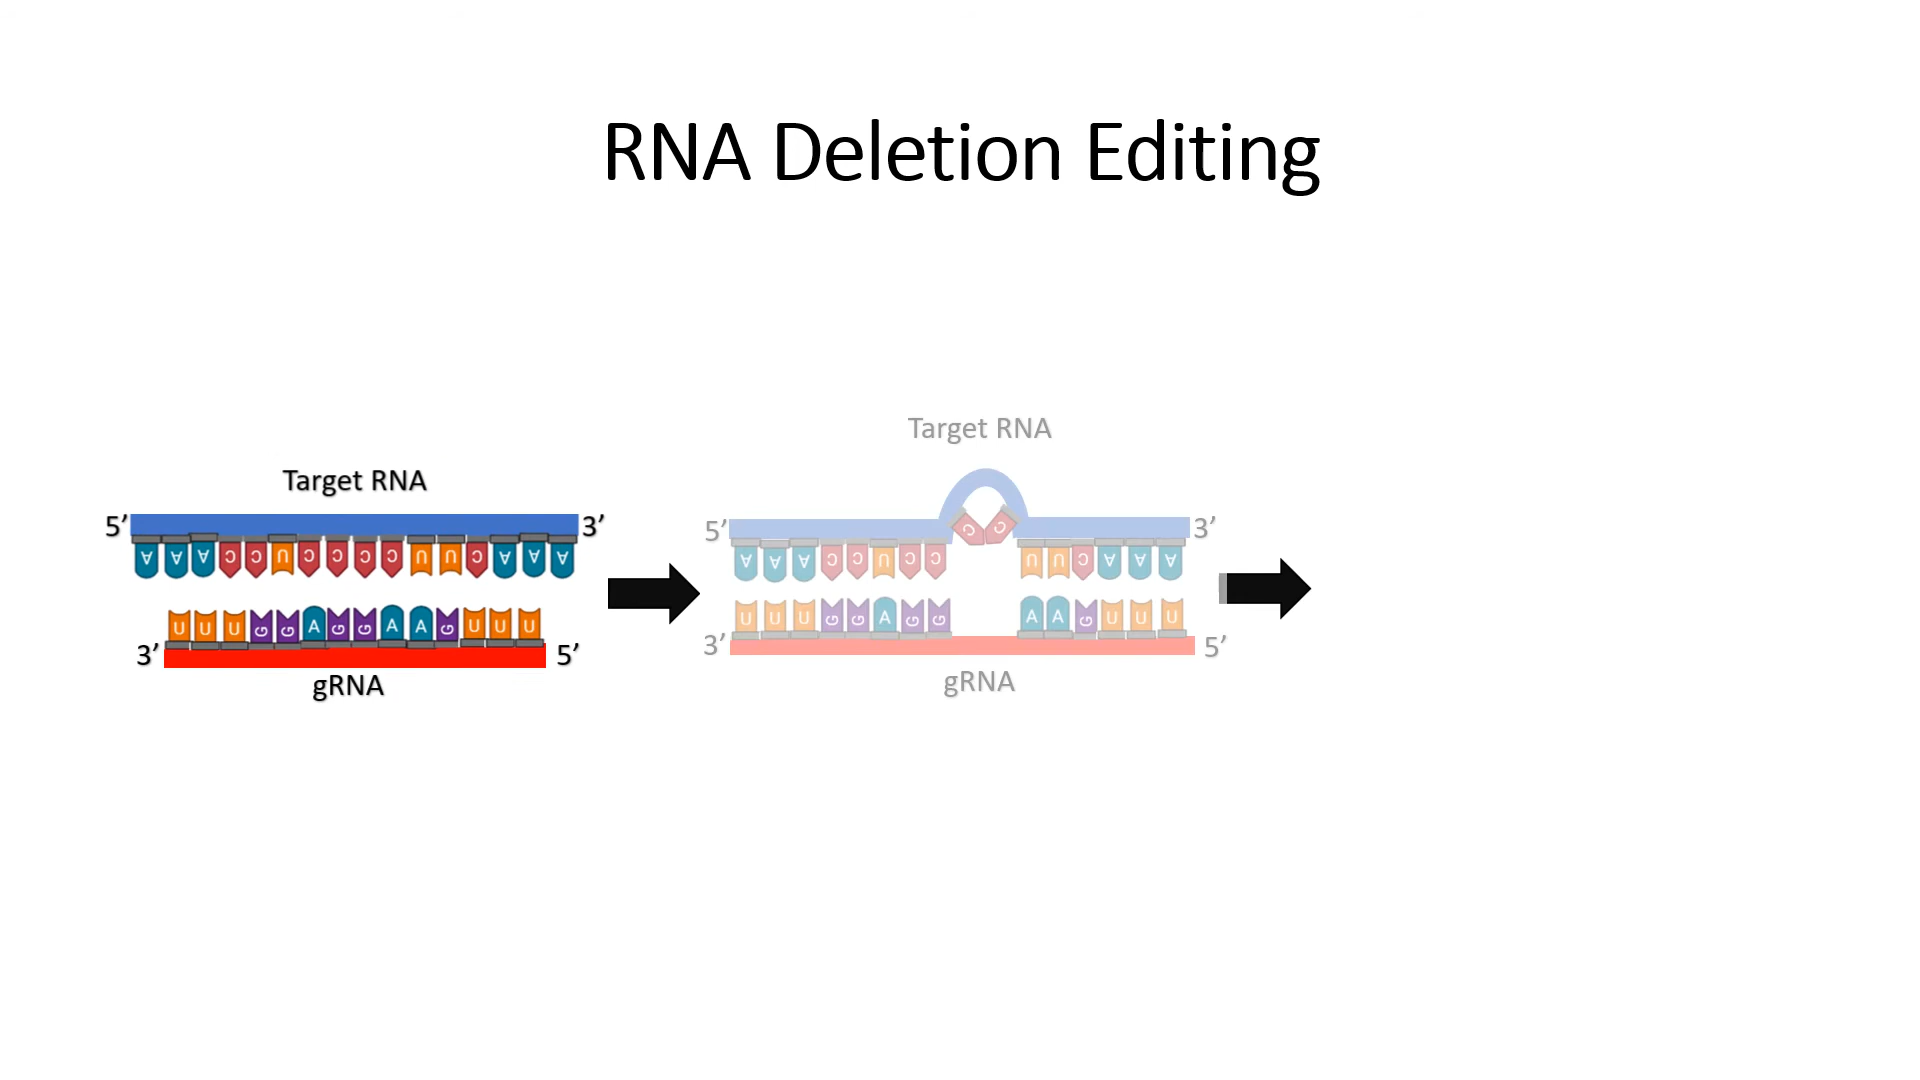 RNA Deletion Editing
Target RNA
5’ 3’
A A A C C U C C C C U U C A A A
U U U G G A G G A A G U U U
3’ 5’
gRNA
Target RNA
C C
5’ 3’
A A A C C U C C U U C A A A
U U U G G A G G A A G U U U
3’ 5’
gRNA